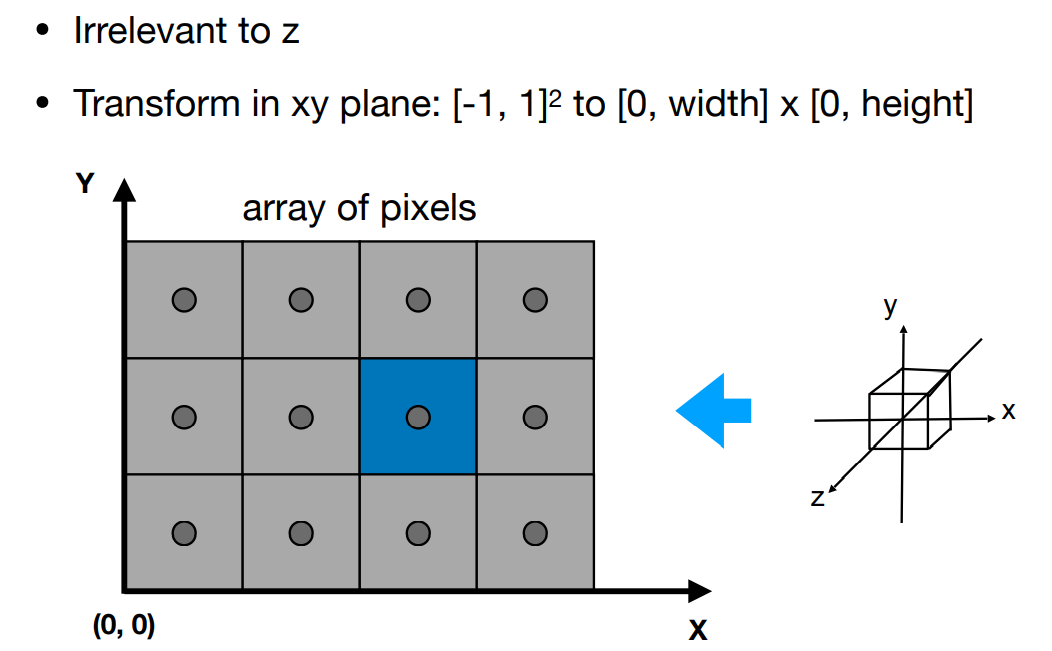 • Irrelevant to z
• Transform in xy plane: [-1, 1]² to [0, width] x [0, height]
Y
array of pixels
y
x
z
(0, 0)
X